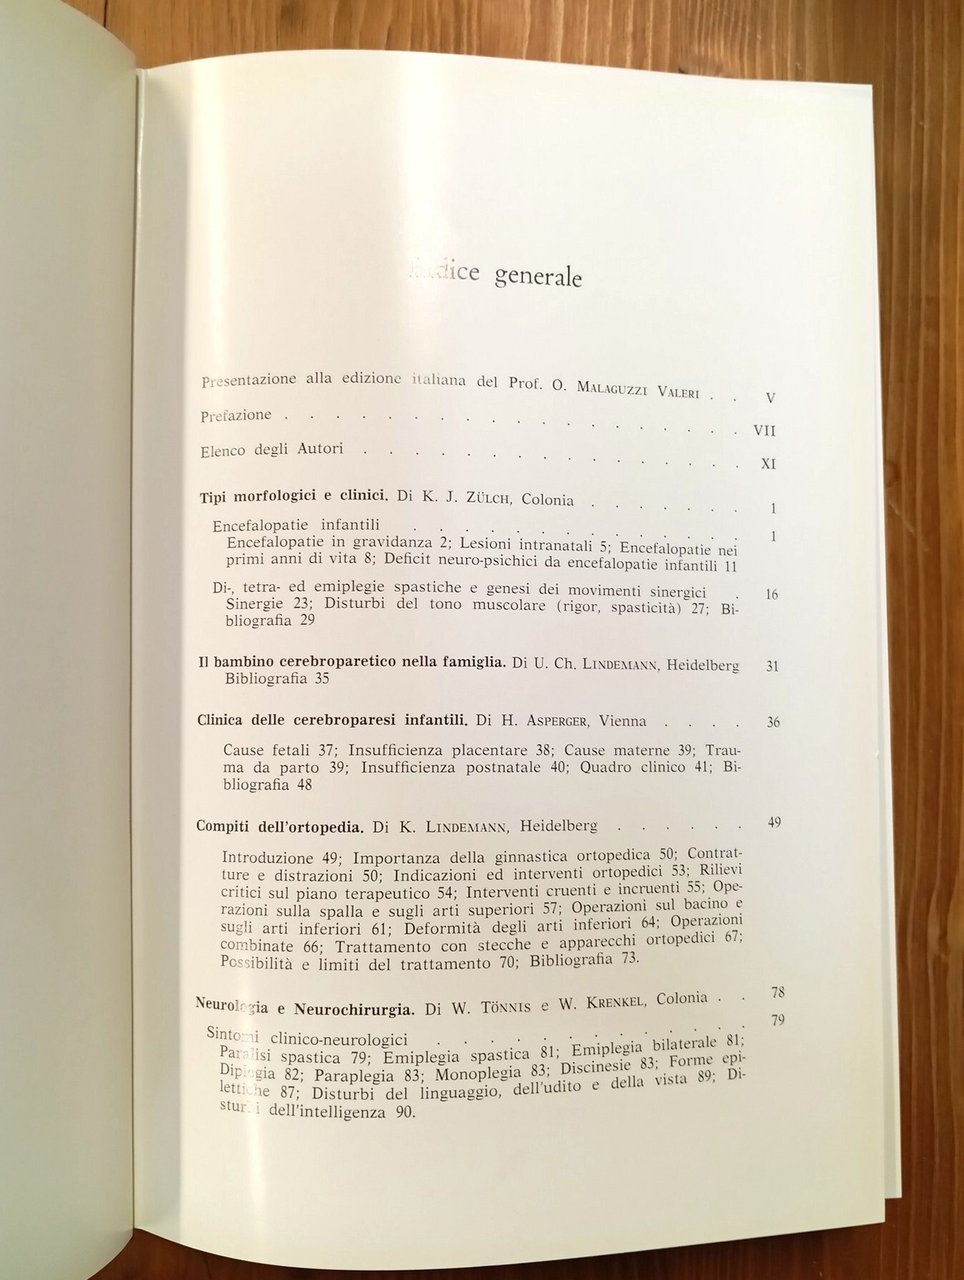 Indice generale
Presentazione alla edizione italiana del Prof. O. MALAGUZZI VALERI . . V
Prefazione . . . . . . . . . . . . . . . . . . VII
Elenco degli Autori . . . . . . . . . . . . . . . XI
Tipi morfologici e clinici. Di K. J. ZÜLCH, Colonia . . . . . . 1
Encefalopatie infantili . . . . . . . . . . . . . 1
Encefalopatie in gravidanza 2; Lesioni intranatali 5; Encefalopatie nei
primi anni di vita 8; Deficit neuro-psichici da encefalopatie infantili 11
Di-, tetra- ed emiplegie spastiche e genesi dei movimenti sinergici . 16
Sinergie 23; Disturbi del tono muscolare (rigor, spasticità) 27; Bi-
bliografia 29
Il bambino cerebroparetico nella famiglia. Di U. Ch. LINDEMANN, Heidelberg 31
Bibliografia 35
Clinica delle cerebroparesi infantili. Di H. ASPERGER, Vienna . . . . 36
Cause fetali 37; Insufficienza placentare 38; Cause materne 39; Trau-
ma da parto 39; Insufficienza postnatale 40; Quadro clinico 41; Bi-
bliografia 48
Compiti dell'ortopedia. Di K. LINDEMANN, Heidelberg . . . . . . 49
Introduzione 49; Importanza della ginnastica ortopedica 50; Contrat-
ture e distrazioni 50; Indicazioni ed interventi ortopedici 53; Rilievi
critici sul piano terapeutico 54; Interventi cruenti e incruenti 55; Ope-
razioni sulla spalla e sugli arti superiori 57; Operazioni sul bacino e
sugli arti inferiori 61; Deformità degli arti inferiori 64; Operazioni
combinate 66; Trattamento con stecche e apparecchi ortopedici 67;
Possibilità e limiti del trattamento 70; Bibliografia 73.
Neurologia e Neurochirurgia. Di W. TÖNNIS e W. KRENKEL, Colonia . . 78
Sintomi clinico-neurologici . . . . . . . . . . . . 79
Paralisi spastica 79; Emiplegia spastica 81; Emiplegia bilaterale 81;
Diplegia 82; Paraplegia 83; Monoplegia 83; Discinesie 83; Forme epi-
lettiche 87; Disturbi del linguaggio, dell'udito e della vista 89; Di-
sturbi dell'intelligenza 90.